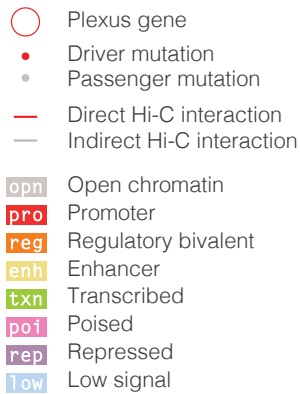 Plexus gene
Driver mutation
Passenger mutation
Direct Hi-C interaction
Indirect Hi-C interaction
opn Open chromatin
pro Promoter
reg Regulatory bivalent
enh Enhancer
txn Transcribed
poi Poised
rep Repressed
low Low signal